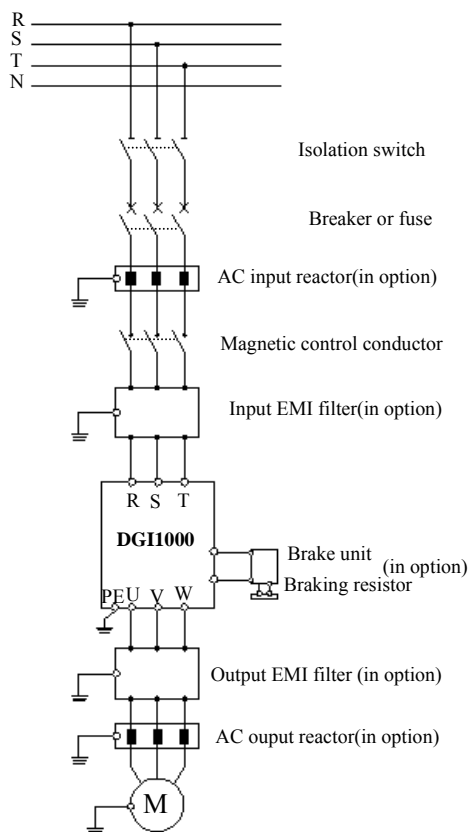 R
S
T
N
Isolation switch
Breaker or fuse
AC input reactor(in option)
Magnetic control conductor
Input EMI filter(in option)
R S T
DGI1000
Brake unit (in option)
Braking resistor
PE U V W
Output EMI filter (in option)
AC ouput reactor(in option)
M